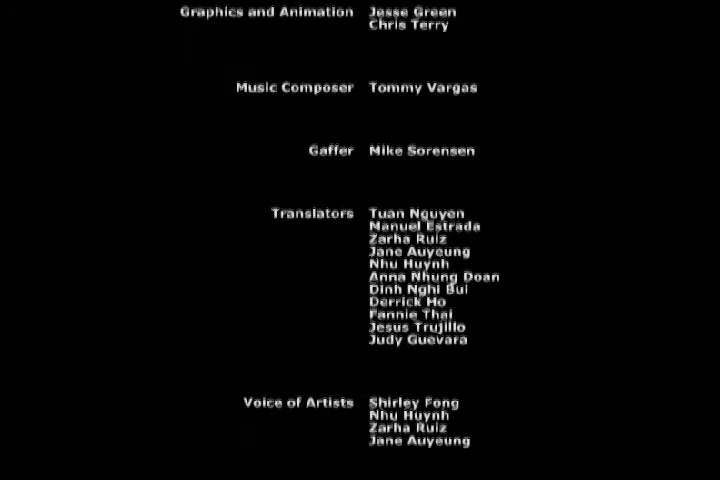 Graphics and Animation Jesse Green
Chris Terry
Music Composer Tommy Vargas
Gaffer Mike Sorensen
Translators Tuan Nguyen
Manuel Estrada
Zarha Ruiz
Jane Auyeung
Nhu Huynh
Anna Nhung Doan
Dinh Nghi Bui
Derrick Ho
Fannie Thai
Jesus Trujillo
Judy Guevara
Voice of Artists Shirley Fong
Nhu Huynh
Zarha Ruiz
Jane Auyeung